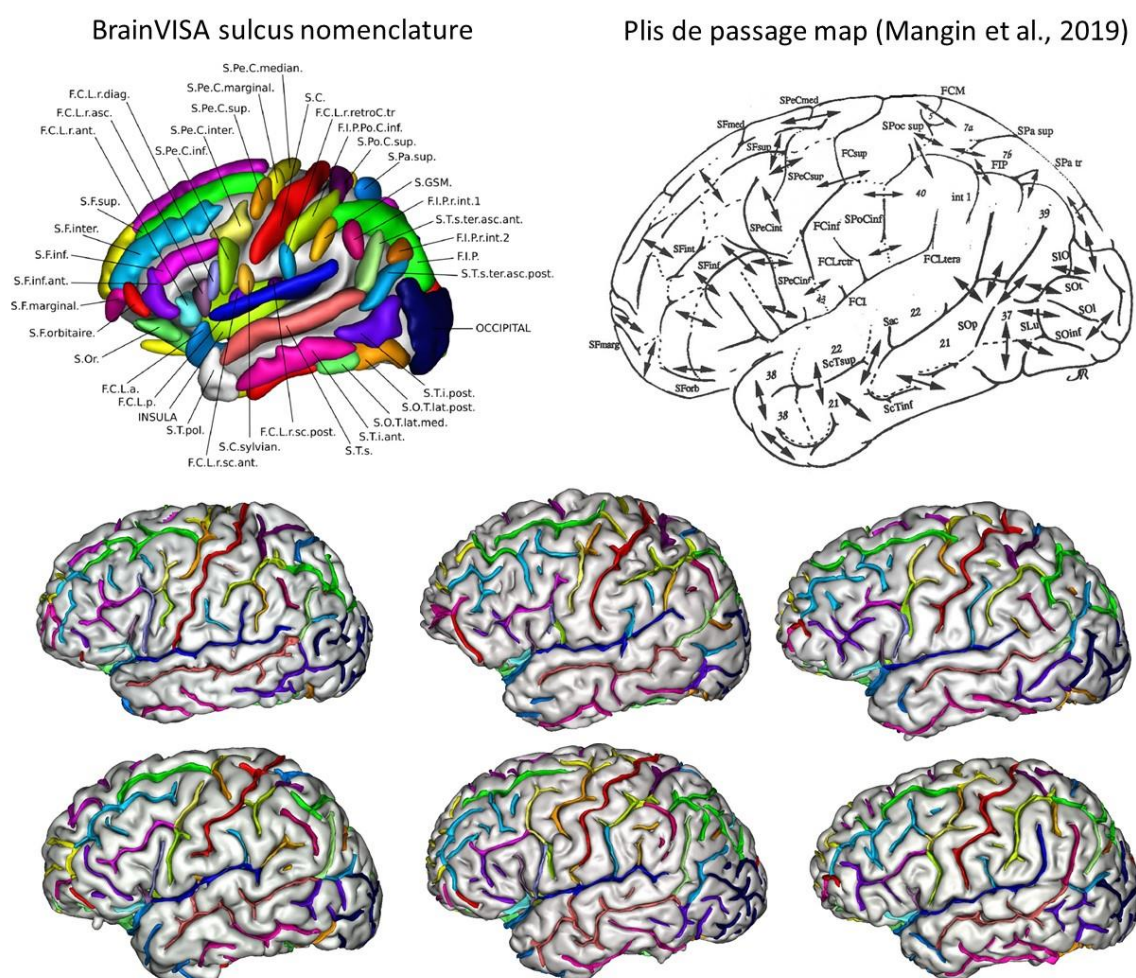 BrainVISA sulcus nomenclature
S.Pe.C.median.
S.Pe.C.marginal.
S.C.
F.C.L.r.diag.
S.Pe.C.sup.
F.C.L.r.retroC.tr
F.C.L.r.asc.
F.I.P.Po.C.inf.
F.C.L.r.ant.
S.Pe.C.inter.
S.Po.C.sup.
S.Pe.C.inf.
S.Pa.sup.
S.GSM.
S.F.sup.
F.I.P.r.int.1
S.F.inter.
S.T.s.ter.asc.ant.
S.F.inf.
F.I.P.r.int.2
S.F.inf.ant.
F.I.P.
S.F.marginal.
S.T.s.ter.asc.post.
S.F.orbitaire.
OCCIPITAL
S.Or.
F.C.L.a.
S.T.i.post.
F.C.L.p.
S.O.T.lat.post.
INSULA
S.O.T.lat.med.
S.T.pol.
F.C.L.r.sc.post.
S.T.i.ant.
S.C.sylvian.
S.T.s.
F.C.L.r.sc.ant.
Plis de passage map (Mangin et al., 2019)
FCM
SPeCmed
SFmed
5
7a
SPoc sup
SPa sup
SFsup
FCsup
7b
SPa tr
SPeCsup
FIP
40
int 1
39
SPeCint
FCinf
SPoCinf
SFint
SIO
SFinf
SPeCinf
FCLrctr
FCLtera
SOt
FCL
37
SOl
22
Sac
SOp
SLu
SOinf
SFmarg
22
21
ScTsup
38
SForb
21
38
ScTinf